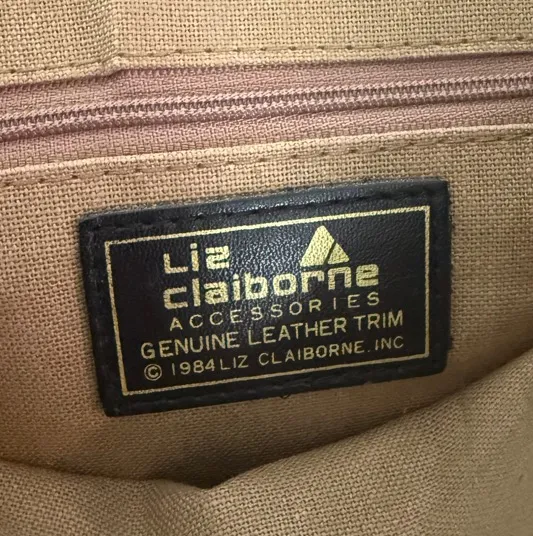 Liz
claiborne
ACCESSORIES
GENUINE LEATHER TRIM
© 1984 LIZ CLAIBORNE. INC